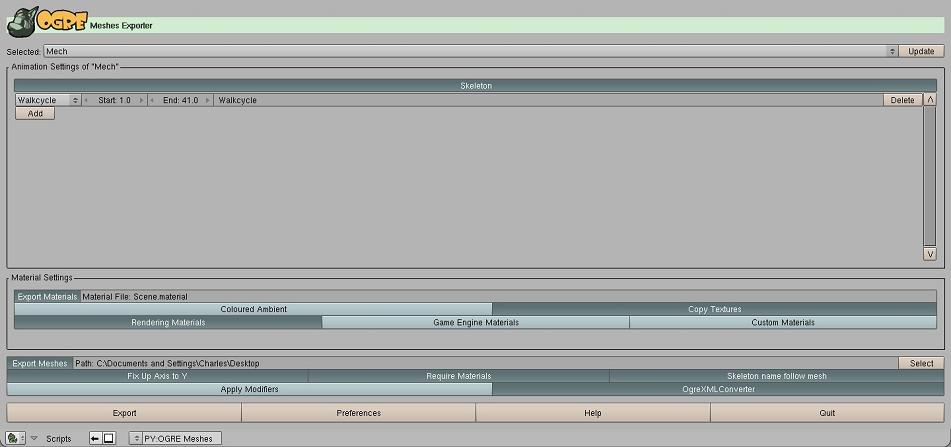 OGRE Meshes Exporter
Selected: Mech Update
Animation Settings of "Mech"
Skeleton
Walkcycle Start: 1.0 End: 41.0 Walkcycle Delete
Add
Material Settings
Export Materials Material File: Scene.material
Coloured Ambient Copy Textures
Rendering Materials Game Engine Materials Custom Materials
Export Meshes Path: C:\Documents and Settings\Charles\Desktop Select
Fix Up Axis to Y Require Materials Skeleton name follow mesh
Apply Modifiers OgreXMLConverter
Export Preferences Help Quit
Scripts PY:OGRE Meshes